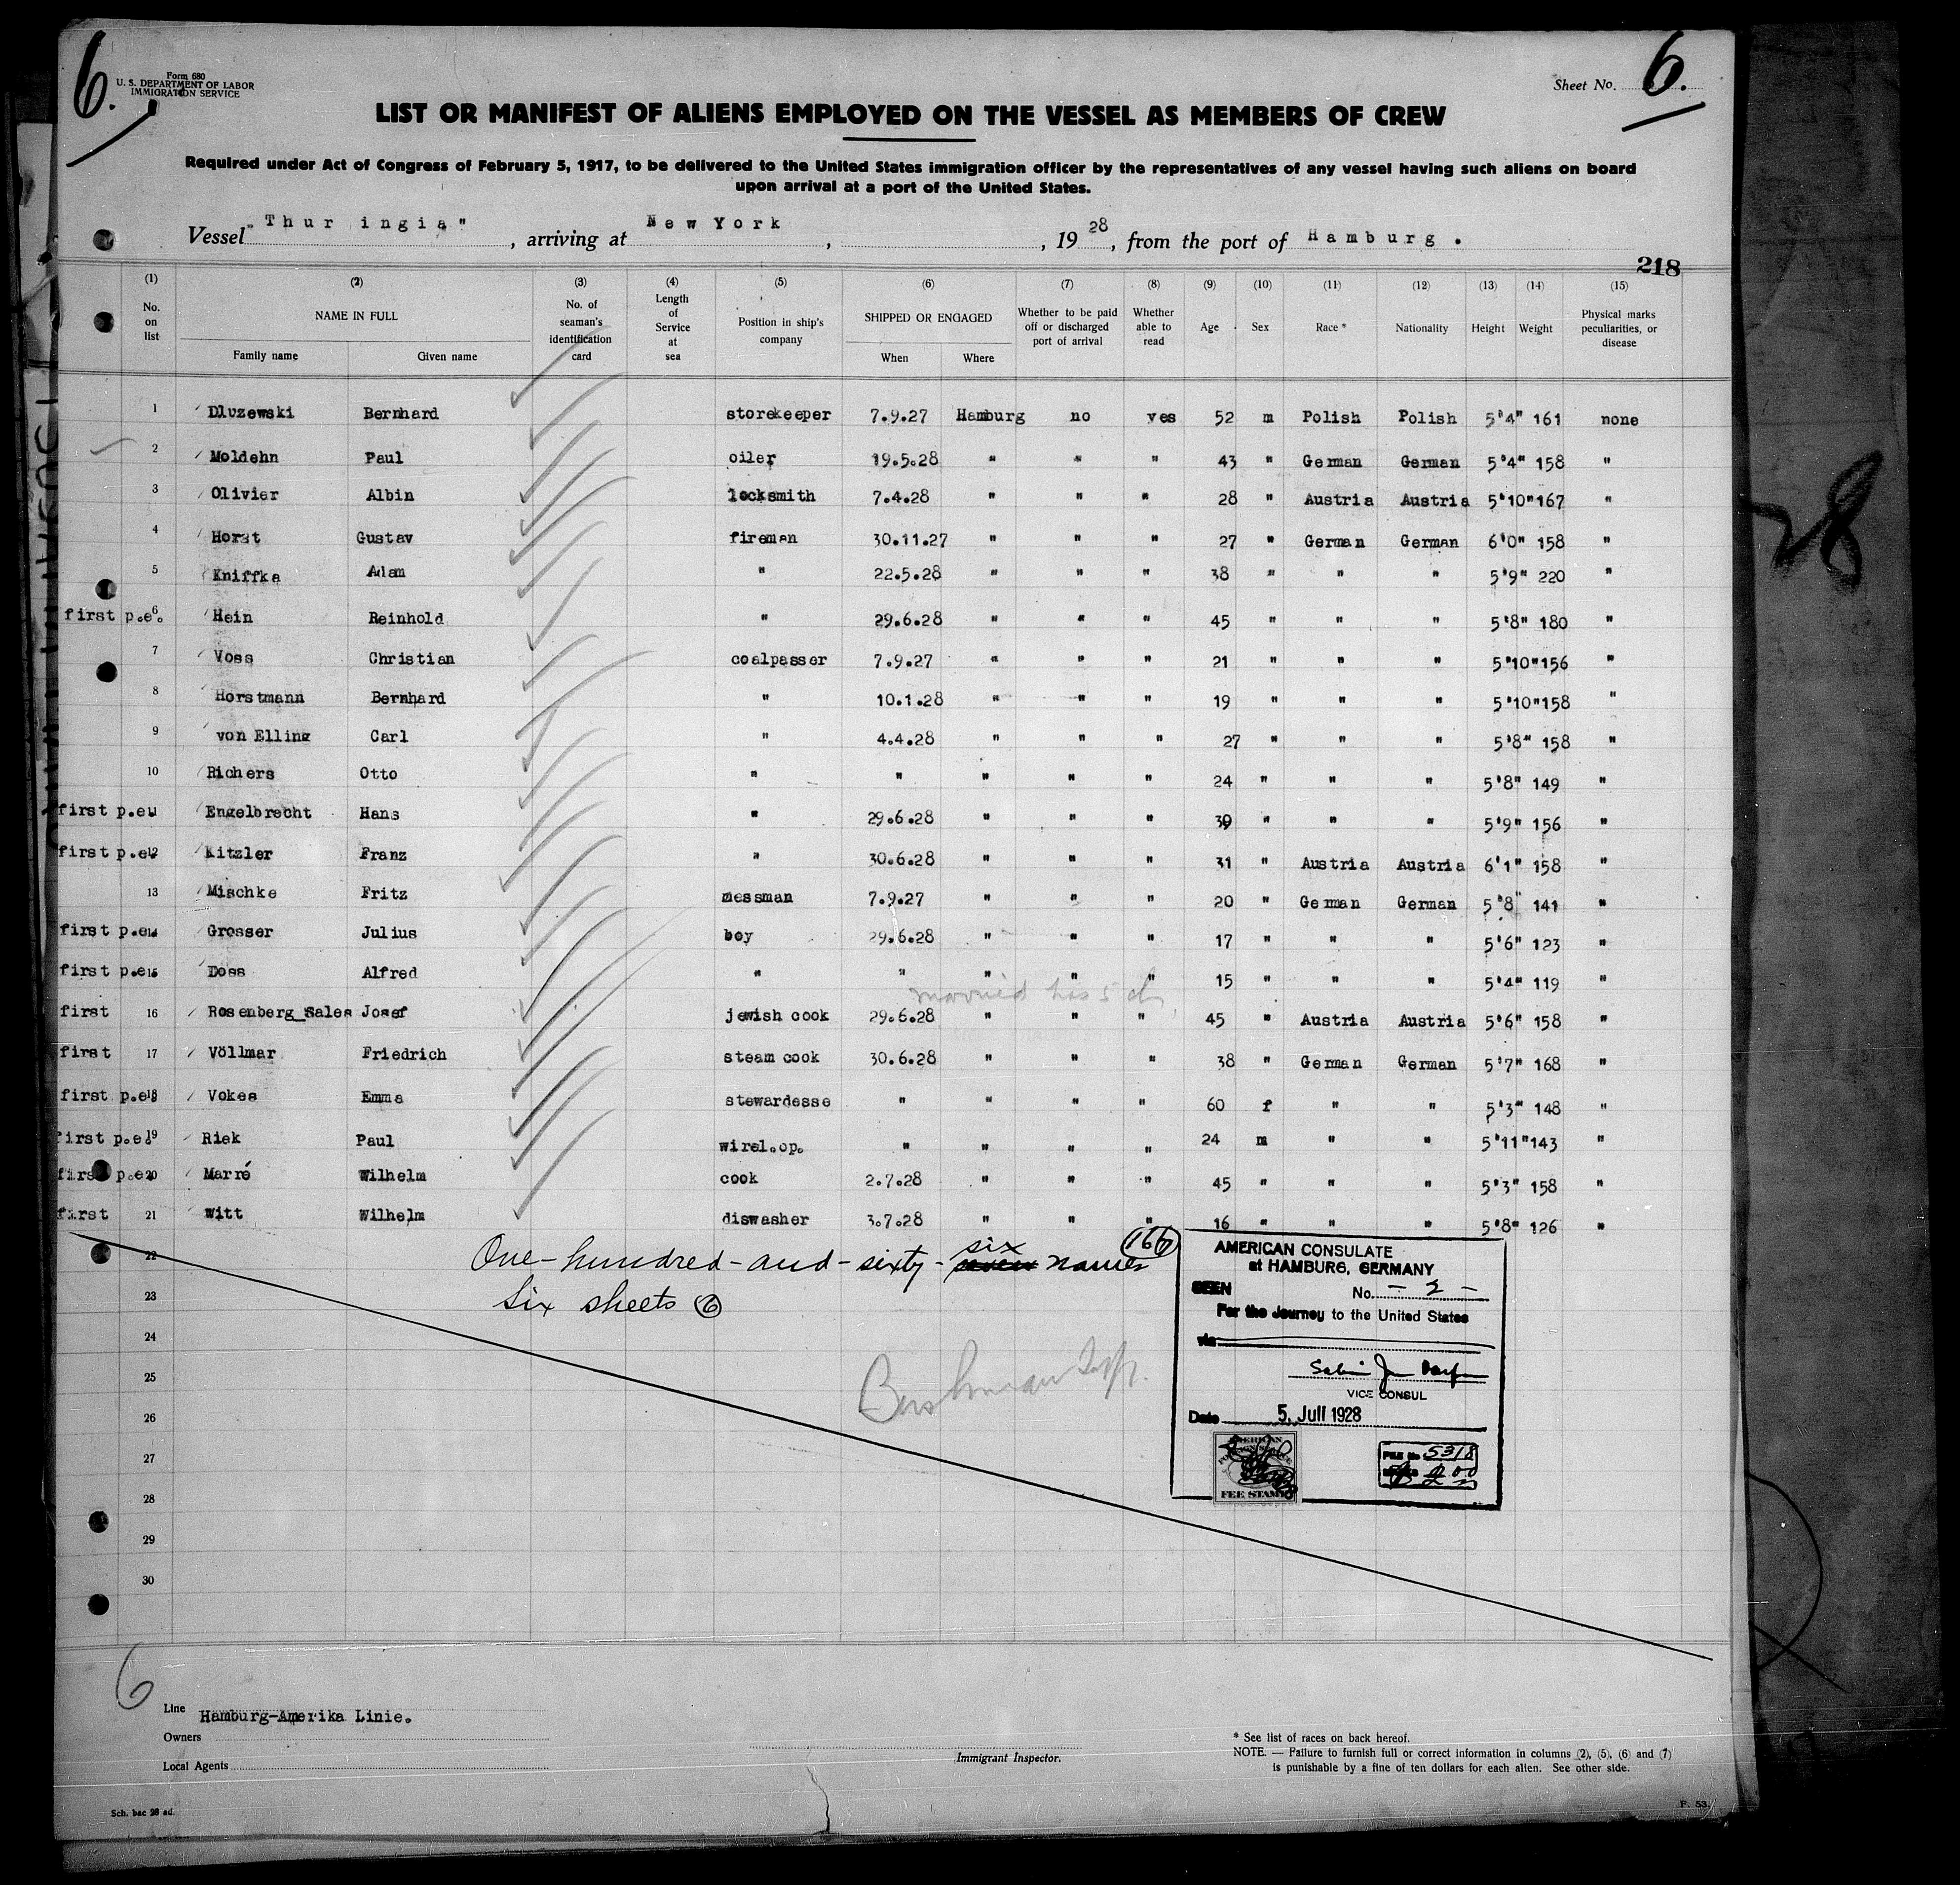 6.
Form 680
U. S. DEPARTMENT OF LABOR
IMMIGRATION SERVICE
Sheet No. 6.
LIST OR MANIFEST OF ALIENS EMPLOYED ON THE VESSEL AS MEMBERS OF CREW
Required under Act of Congress of February 5, 1917, to be delivered to the United States immigration officer by the representatives of any vessel having such aliens on board
upon arrival at a port of the United States.
Vessel "Thuringia", arriving at New York, , 1928, from the port of Hamburg.
218
(1) (2) (3) (4) (5) (6) (7) (8) (9) (10) (11) (12) (13) (14) (15)
No. on list NAME IN FULL No. of seaman's identification card Length of Service at sea Position in ship's company SHIPPED OR ENGAGED Whether to be paid off or discharged port of arrival Whether able to read Age Sex Race* Nationality Height Weight Physical marks peculiarities, or disease
Family name Given name When Where
1 Dluzewski Bernhard storekeeper 7.9.27 Hamburg no yes 52 m Polish Polish 5'4" 161 none
2 Moldehn Paul oiler 19.5.28 " " " 43 " German German 5'4" 158 "
3 Olivier Albin locksmith 7.4.28 " " " 28 " Austria Austria 5'10" 167 "
4 Horst Gustav fireman 30.11.27 " " " 27 " German German 6'0" 158 "
5 Kniffka Adam " 22.5.28 " " " 38 " " " 5'9" 220 "
first p.e. 6 Hein Reinhold " 29.6.28 " " " 45 " " " 5'8" 180 "
7 Voss Christian coalpasser 7.9.27 " " " 21 " " " 5'10" 156 "
8 Horstmann Bernhard " 10.1.28 " " " 19 " " " 5'10" 158 "
9 von Elling Carl " 4.4.28 " " " 27 " " " 5'8" 158 "
10 Richers Otto " " " " " 24 " " " 5'8" 149 "
first p.e. 11 Engelbrecht Hans " 29.6.28 " " " 39 " " " 5'9" 156 "
first p.e. 12 Kitzler Franz " 30.6.28 " " " 31 " Austria Austria 6'1" 158 "
13 Mischke Fritz messman 7.9.27 " " " 20 " German German 5'8" 141 "
first p.e. 14 Grosser Julius boy 29.6.28 " " " 17 " " " 5'6" 123 "
first p.e. 15 Doss Alfred " " " " " 15 " " " 5'4" 119 "
married has 5 ch
first 16 Rosenberg_Sales Josef jewish cook 29.6.28 " " " 45 " Austria Austria 5'6" 158 "
first 17 Völlmar Friedrich steam cook 30.6.28 " " " 38 " German German 5'7" 168 "
first p.e. 18 Vokes Emma stewardesse " " " " 60 f " " 5'3" 148 "
first p.e. 19 Riek Paul wirel.op. " " " " 24 m " " 5'11" 143 "
first p.e. 20 Marré Wilhelm cook 2.7.28 " " " 45 " " " 5'3" 158 "
first 21 Witt Wilhelm diswasher 3.7.28 " " " 16 " " " 5'8" 126 "
22
One-hundred-and-sixty-six seven names
Six sheets 6
23
24
25
26
27
28
29
30
AMERICAN CONSULATE
at HAMBURG, GERMANY
SEEN No. - 2 -
For the Journey to the United States
via
VICE CONSUL
Date 5. Juli 1928
FEE STAMP
FILE No 5318
6
Line Hamburg-Amerika Linie.
Owners
Local Agents
Immigrant Inspector.
* See list of races on back hereof.
NOTE. — Failure to furnish full or correct information in columns (2), (5), (6) and (7)
is punishable by a fine of ten dollars for each alien. See other side.
Sch. bac 28 ad.
F. 53.
28